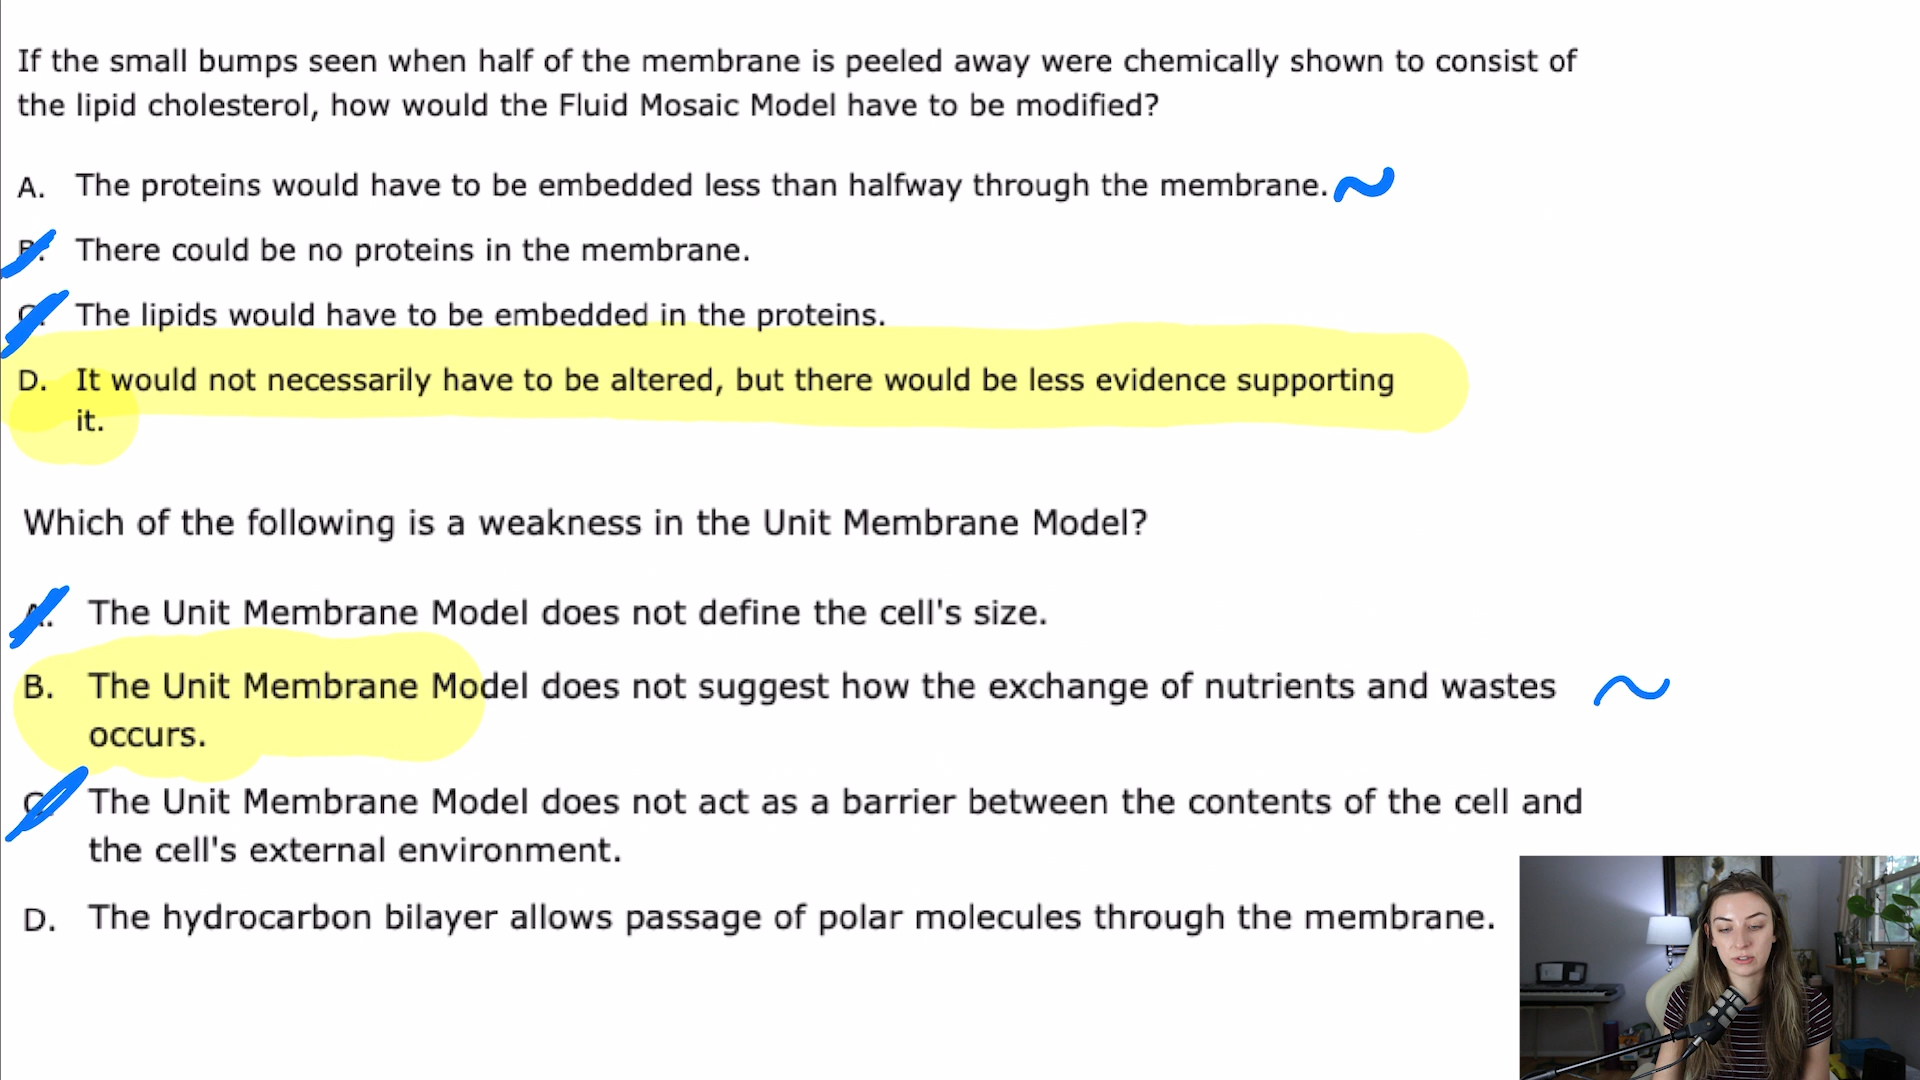 If the small bumps seen when half of the membrane is peeled away were chemically shown to consist of
the lipid cholesterol, how would the Fluid Mosaic Model have to be modified?
A. The proteins would have to be embedded less than halfway through the membrane.
B. There could be no proteins in the membrane.
C. The lipids would have to be embedded in the proteins.
D. It would not necessarily have to be altered, but there would be less evidence supporting
it.
Which of the following is a weakness in the Unit Membrane Model?
A. The Unit Membrane Model does not define the cell's size.
B. The Unit Membrane Model does not suggest how the exchange of nutrients and wastes
occurs.
C. The Unit Membrane Model does not act as a barrier between the contents of the cell and
the cell's external environment.
D. The hydrocarbon bilayer allows passage of polar molecules through the membrane.